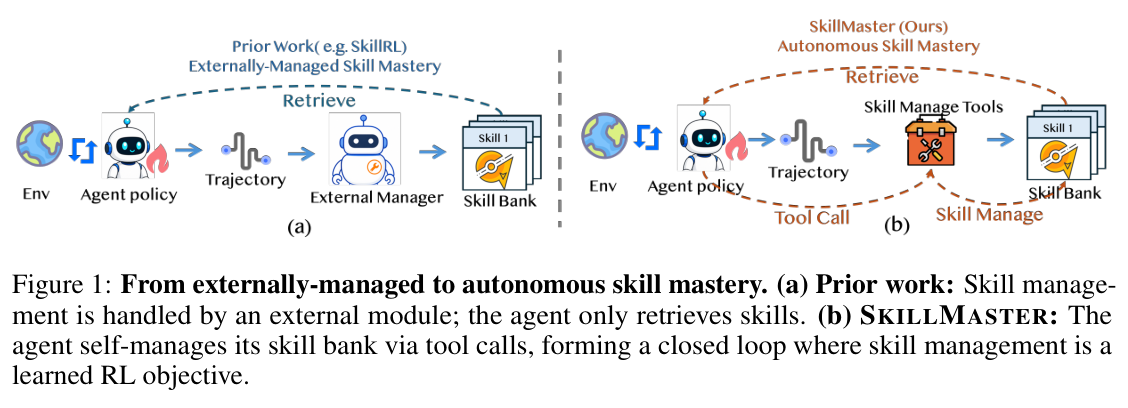 Prior Work( e.g. SkillRL)
Externally-Managed Skill Mastery
Retrieve
Skill 1
Env
Agent policy
Trajectory
External Manager
Skill Bank
(a)
SkillMaster (Ours)
Autonomous Skill Mastery
Retrieve
Skill Manage Tools
Skill 1
Env
Agent policy
Trajectory
Skill Bank
Tool Call
Skill Manage
(b)
Figure 1: From externally-managed to autonomous skill mastery. (a) Prior work: Skill manage-
ment is handled by an external module; the agent only retrieves skills. (b) SKILLMASTER: The
agent self-manages its skill bank via tool calls, forming a closed loop where skill management is a
learned RL objective.